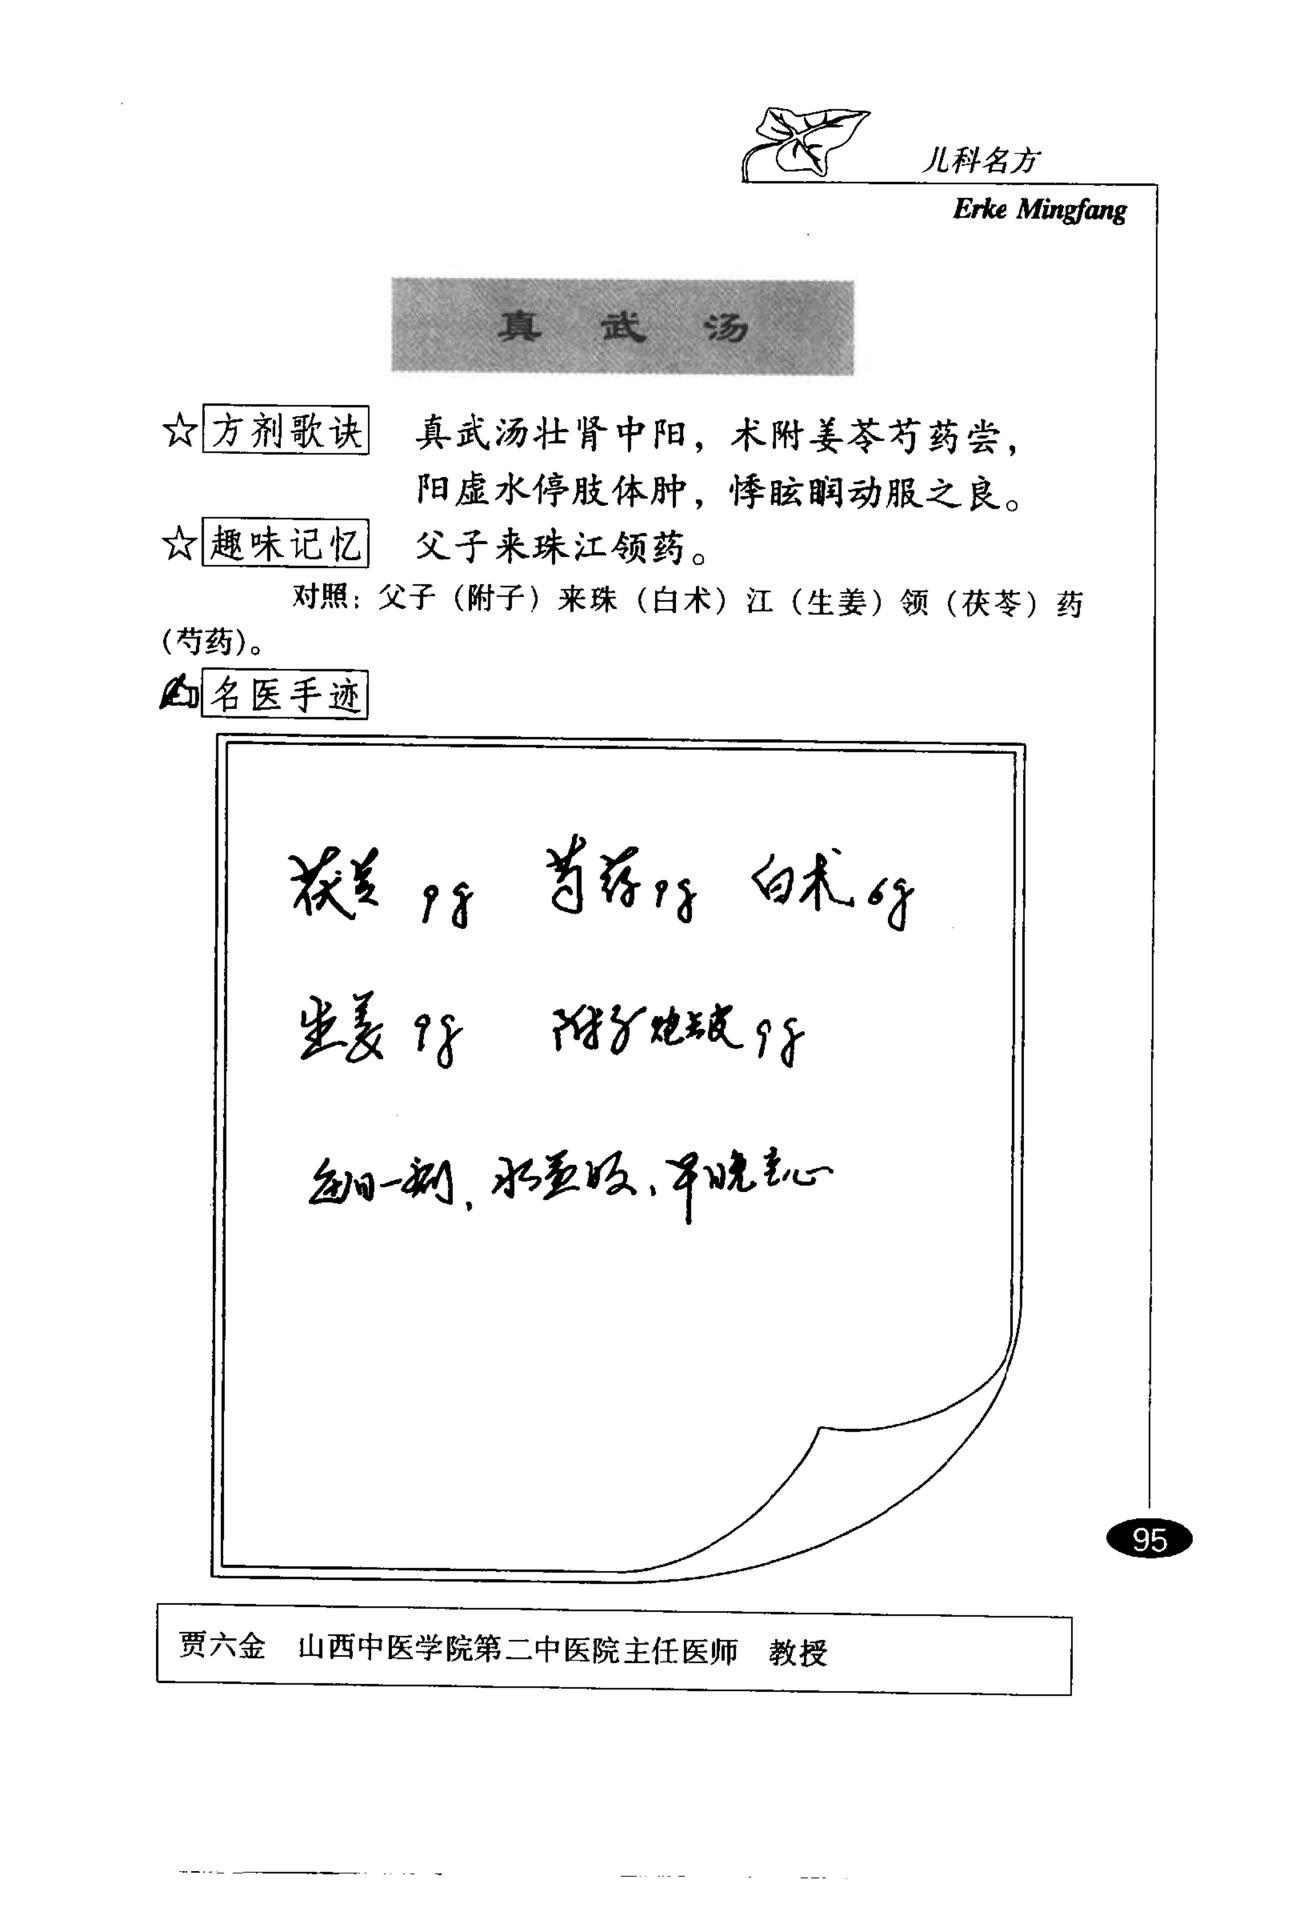 儿科名方
Erke Mingfang
真武汤
☆方剂歌诀 真武汤壮肾中阳，术附姜苓芍药尝，
阳虚水停肢体肿，悸眩瞤动服之良。
☆趣味记忆 父子来珠江领药。
对照：父子（附子）来珠（白术）江（生姜）领（茯苓）药
（芍药）。
名医手迹
茯苓 9g 芍药 9g 白术 6g
生姜 9g 附子炮去皮 9g
每日一剂，水煎服，早晚空心
95
贾六金 山西中医学院第二中医院主任医师 教授